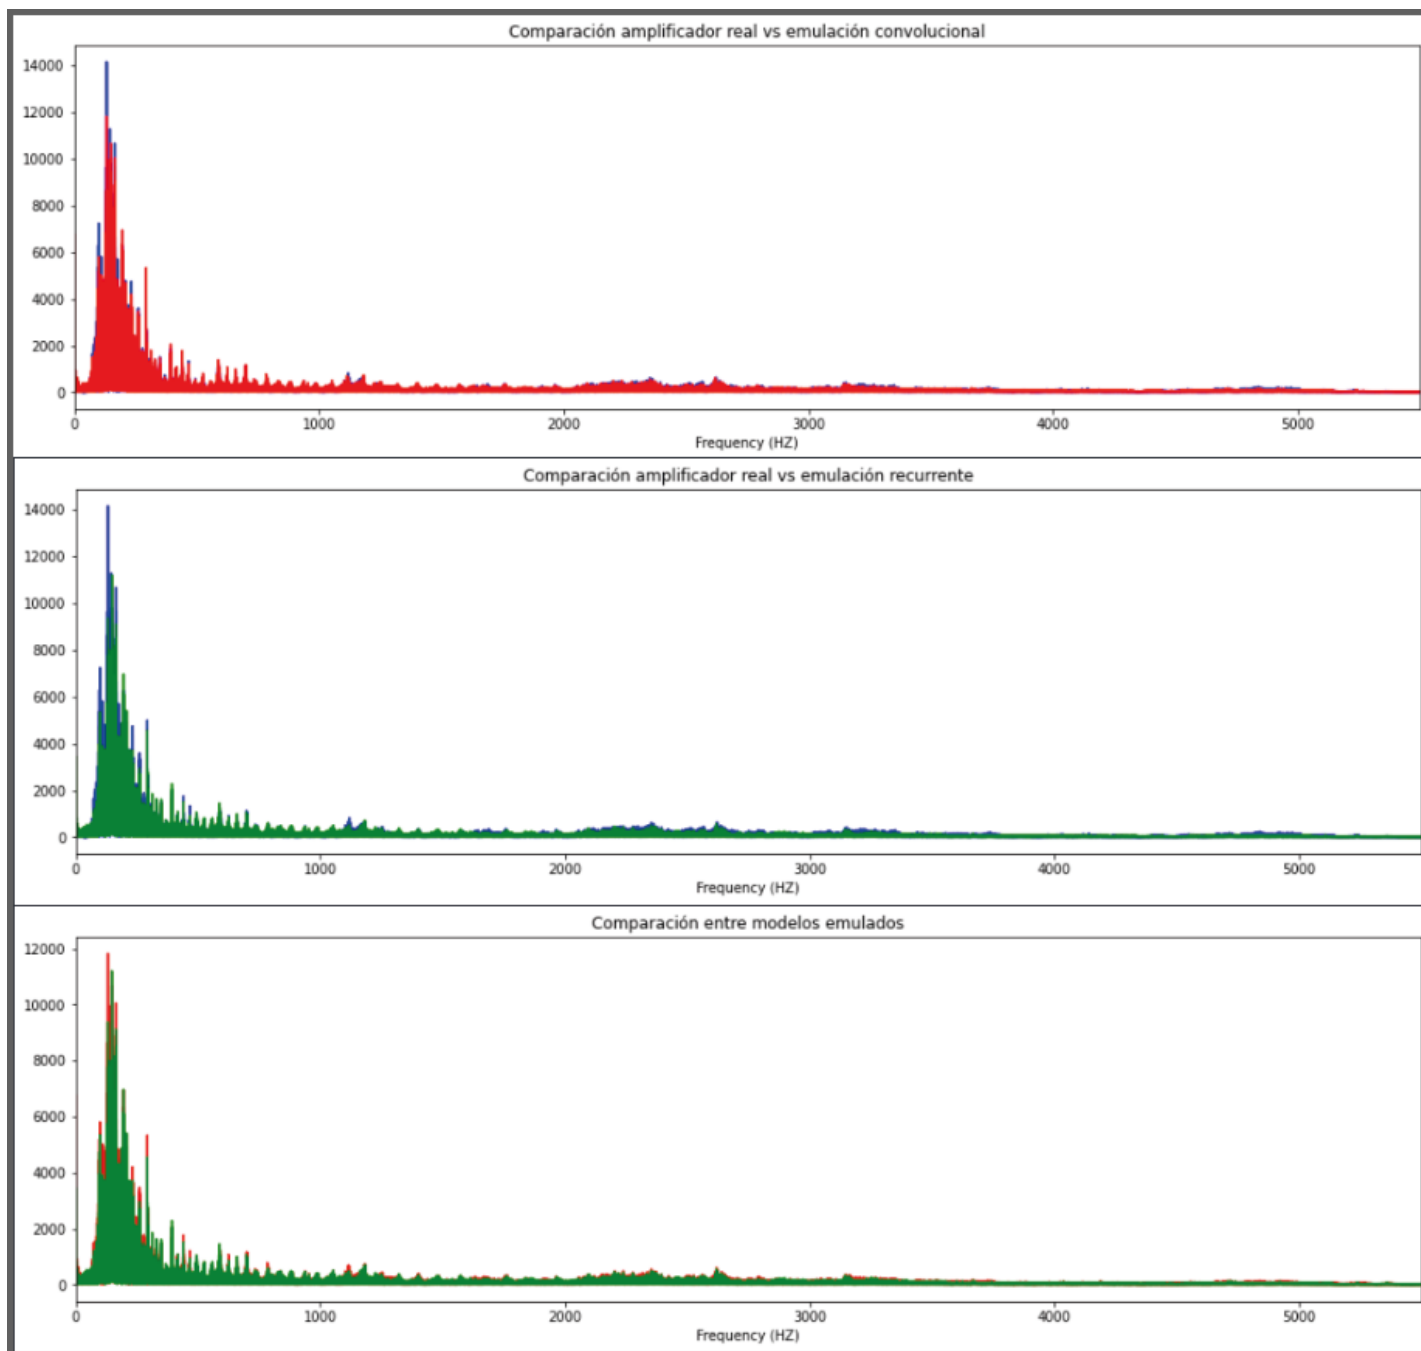 Comparación amplificador real vs emulación convolucional
14000
12000
10000
8000
6000
4000
2000
0
0 1000 2000 3000 4000 5000
Frequency (HZ)
Comparación amplificador real vs emulación recurrente
14000
12000
10000
8000
6000
4000
2000
0
0 1000 2000 3000 4000 5000
Frequency (HZ)
Comparación entre modelos emulados
12000
10000
8000
6000
4000
2000
0
0 1000 2000 3000 4000 5000
Frequency (HZ)